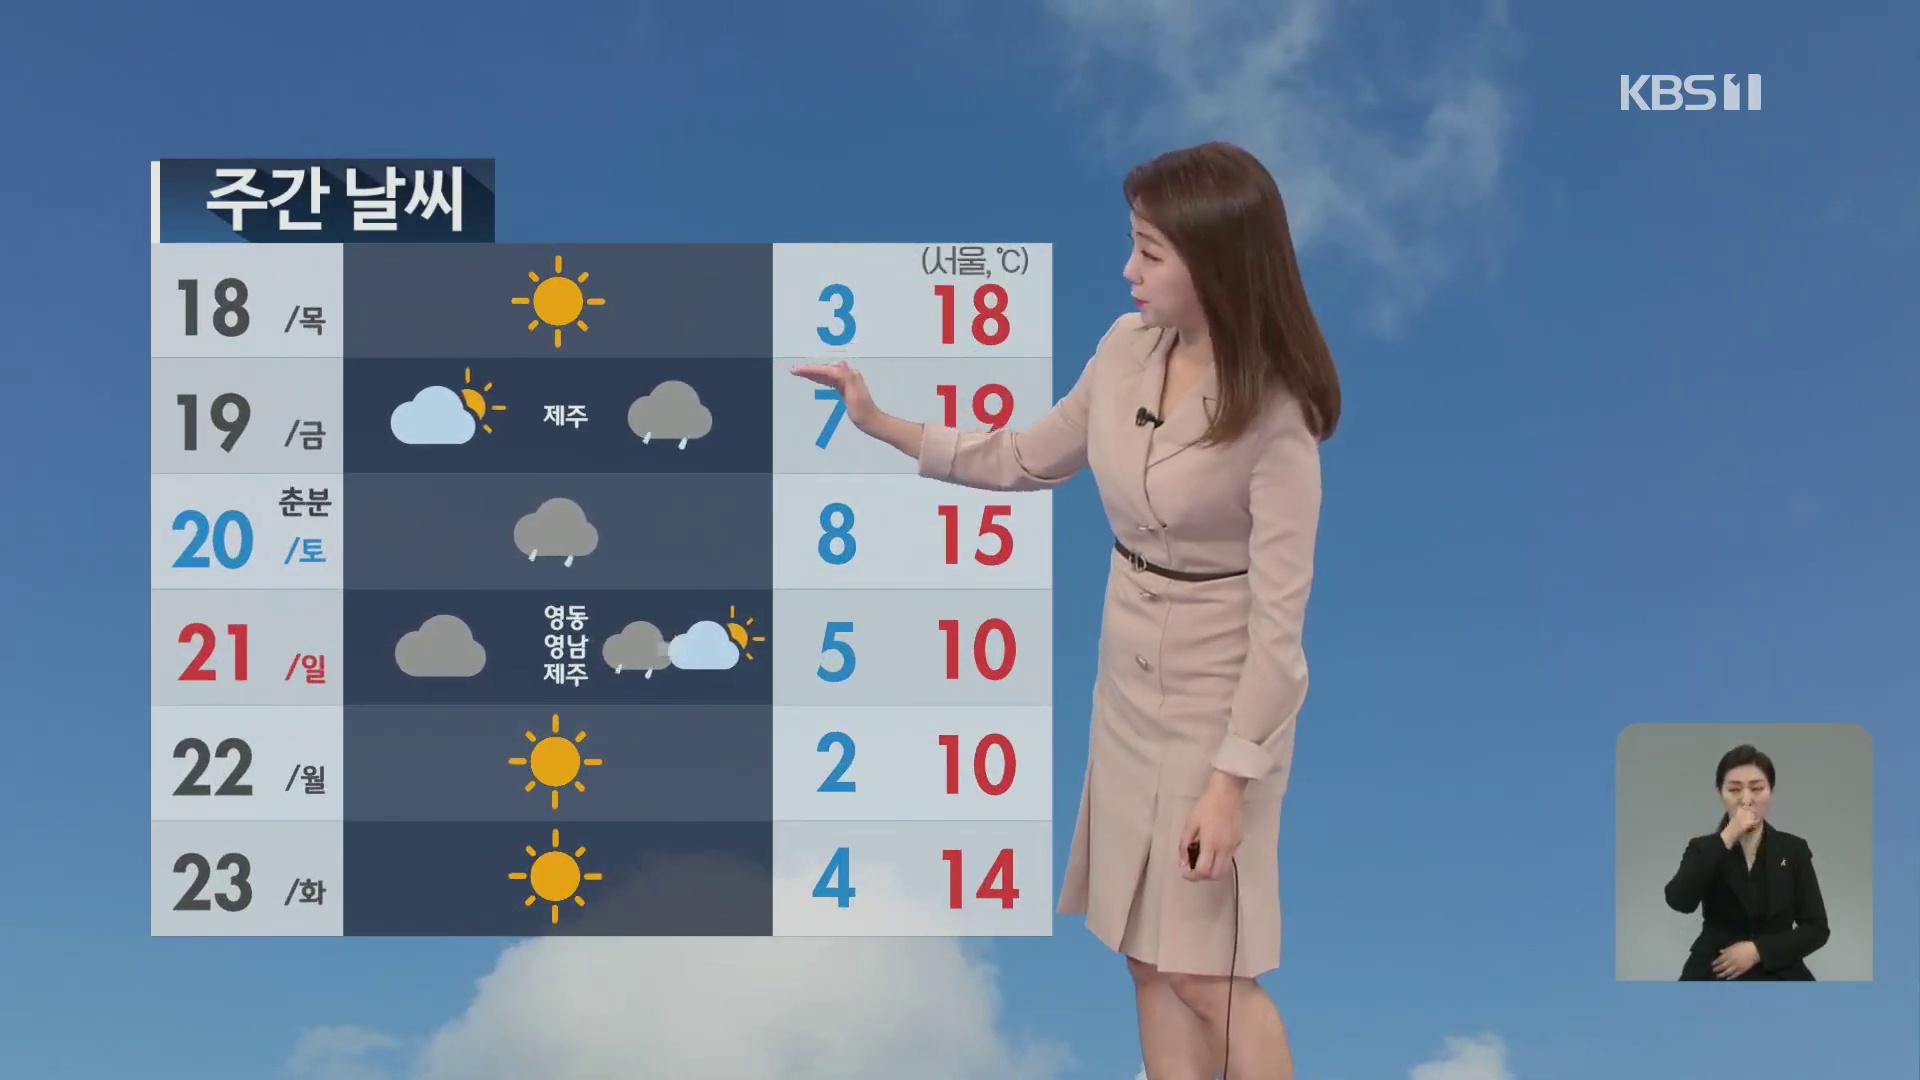 KBS 1
주간 날씨
(서울, ℃)
18 /목 3 18
19 /금 제주 7 19
20 춘분 /토 8 15
21 /일 영동 영남 제주 5 10
22 /월 2 10
23 /화 4 14